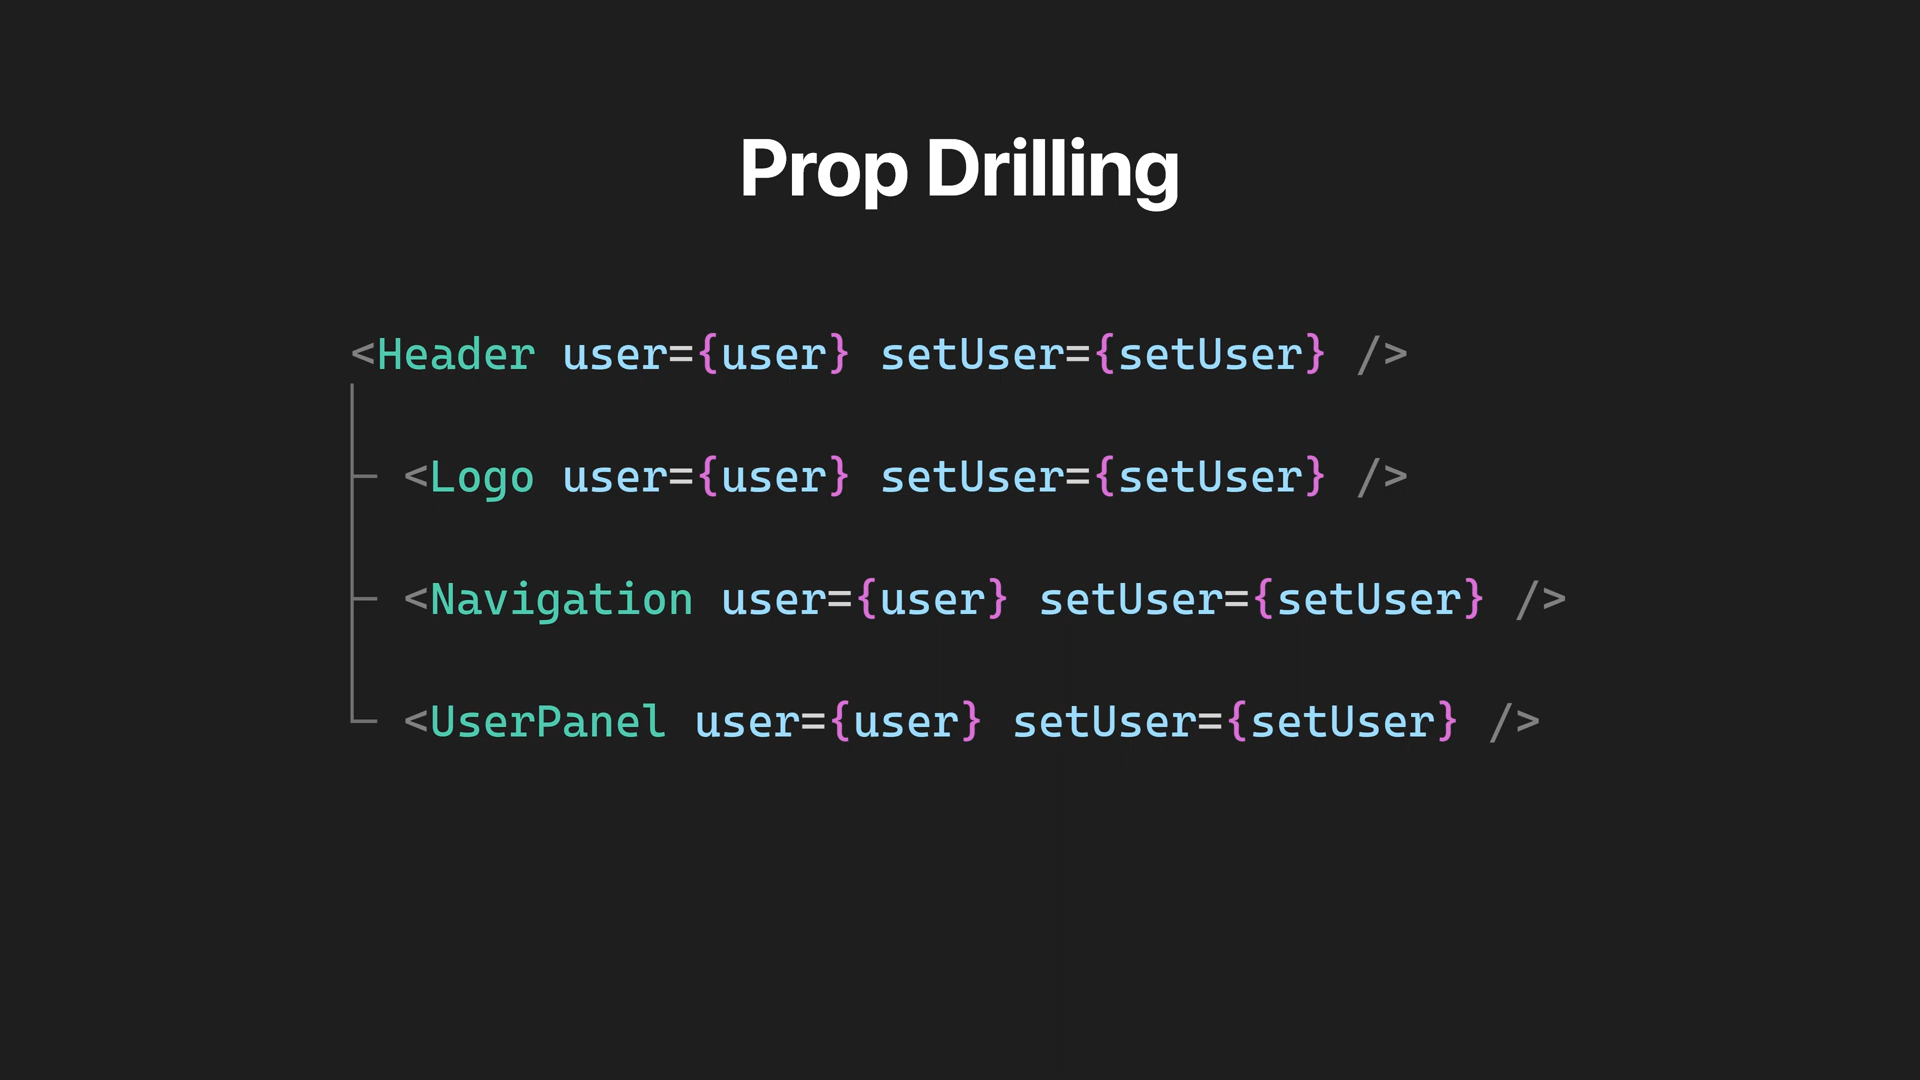 Prop Drilling
<Header user={user} setUser={setUser} />
<Logo user={user} setUser={setUser} />
<Navigation user={user} setUser={setUser} />
<UserPanel user={user} setUser={setUser} />